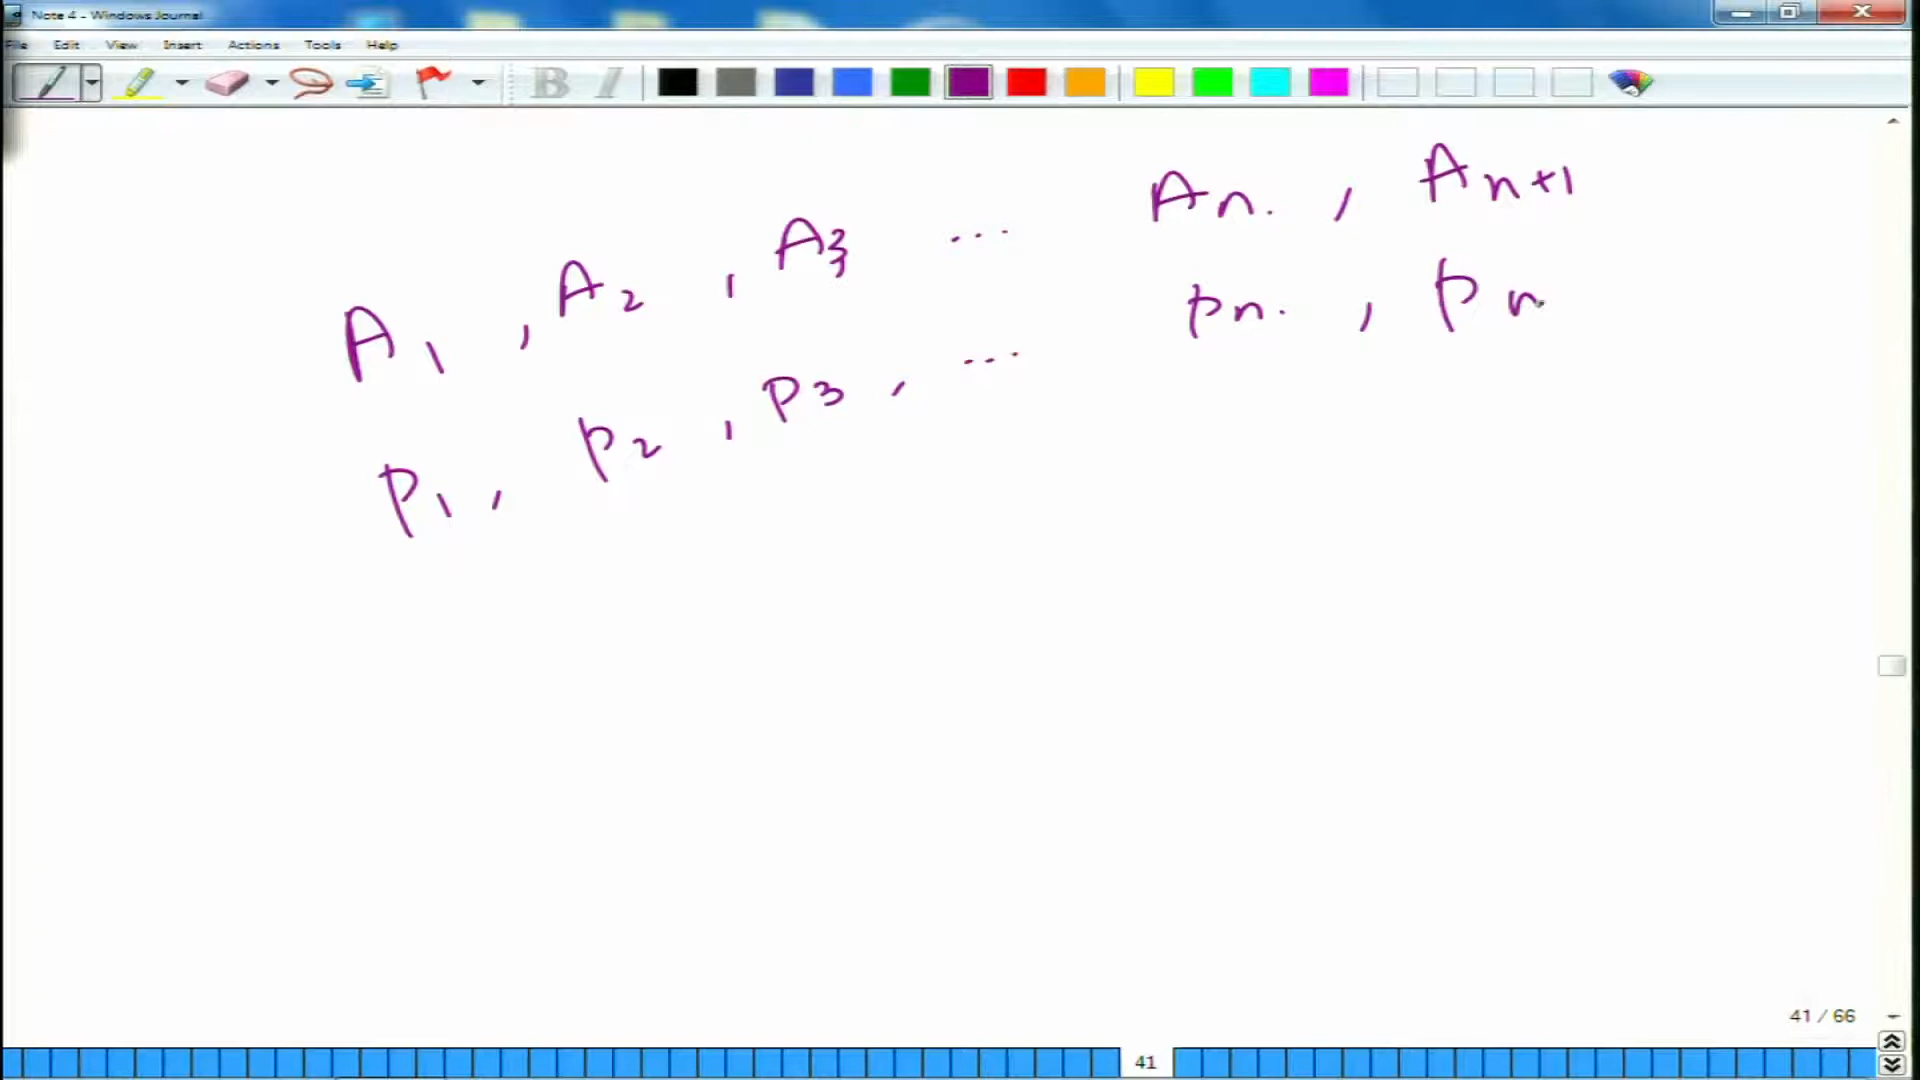 Note 4 - Windows Journal
File Edit View Insert Actions Tools Help
B I
A1 , A2 , A3 ... An. , An+1
p1 , p2 , p3 , ... pn. , pn
41 / 66
41